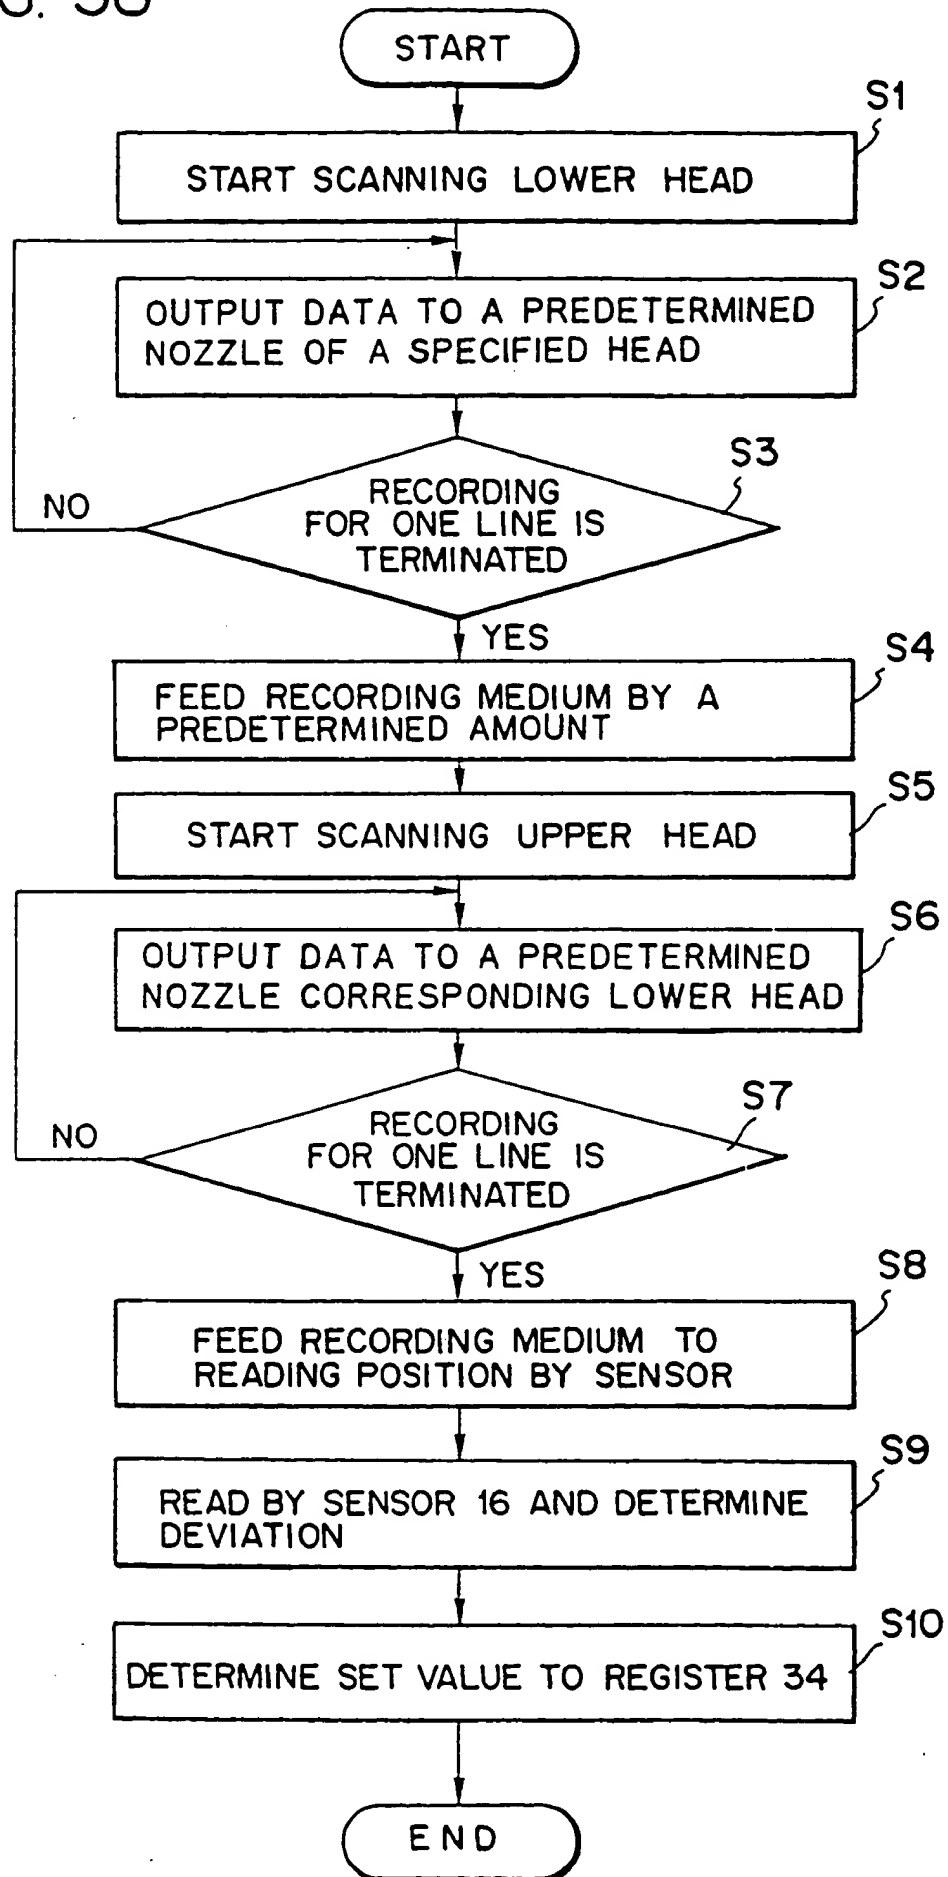 START
S1
START SCANNING LOWER HEAD
S2
OUTPUT DATA TO A PREDETERMINED
NOZZLE OF A SPECIFIED HEAD
S3
RECORDING
FOR ONE LINE IS
TERMINATED
NO
YES
S4
FEED RECORDING MEDIUM BY A
PREDETERMINED AMOUNT
S5
START SCANNING UPPER HEAD
S6
OUTPUT DATA TO A PREDETERMINED
NOZZLE CORRESPONDING LOWER HEAD
S7
RECORDING
FOR ONE LINE IS
TERMINATED
NO
YES
S8
FEED RECORDING MEDIUM TO
READING POSITION BY SENSOR
S9
READ BY SENSOR 16 AND DETERMINE
DEVIATION
S10
DETERMINE SET VALUE TO REGISTER 34
END